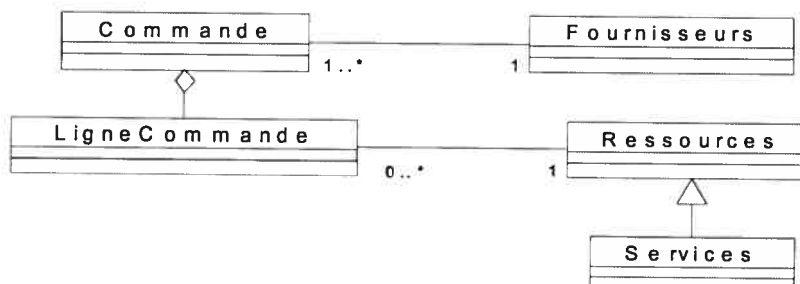 Commande
Fournisseurs
1..*
1
LigneCommande
Ressources
0..*
1
Services